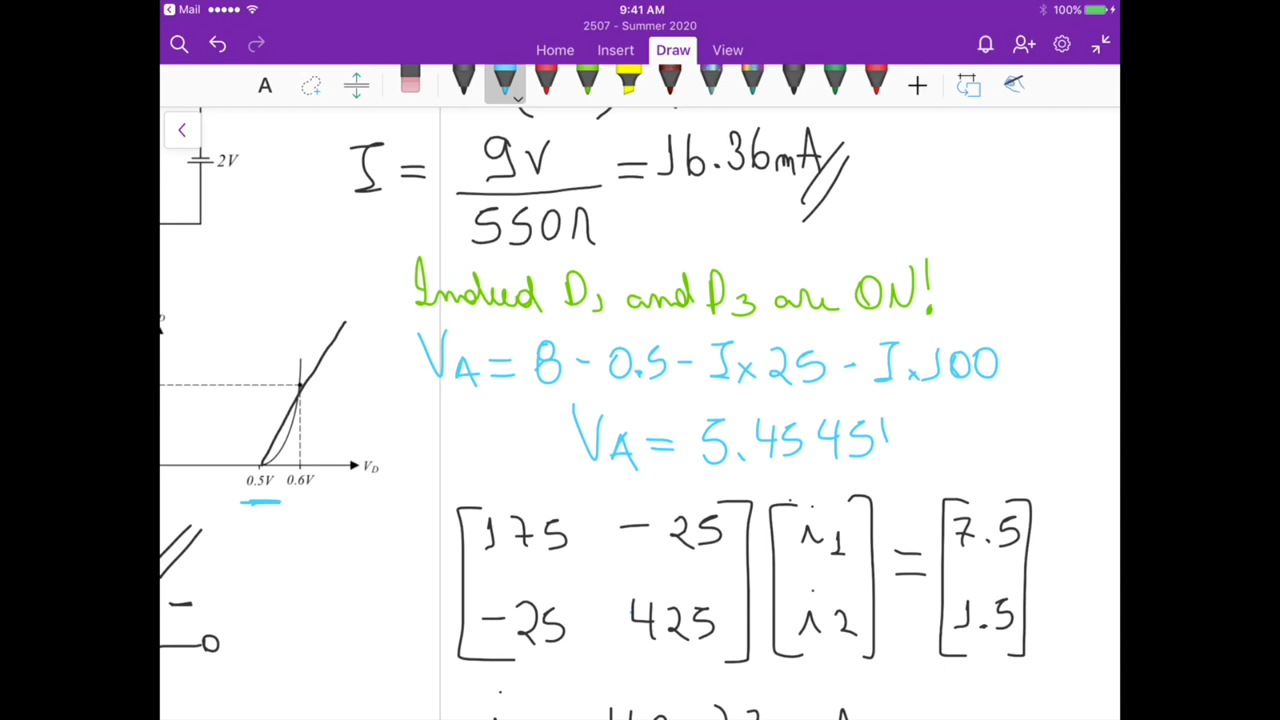 Mail 9:41 AM 100%
2507 - Summer 2020
Home Insert Draw View
A
2V
I = 9V / 550Ω = 16.36mA //
Indeed D1 and D3 are ON!
VA = 8 - 0.5 - I x 25 - I x 100
VA = 5.45 45V
0.5V 0.6V VD
[175 -25] [i1] = [7.5]
[-25 425] [i2] [1.5]